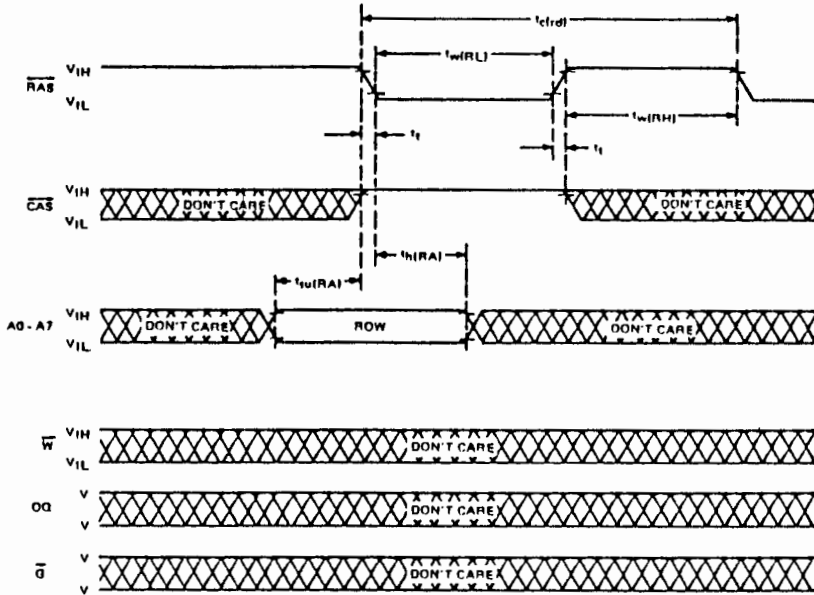 tc(rd)
tw(RL)
VIH
RAS
VIL
tw(RH)
tt
tt
VIH
CAS
DON'T CARE
DON'T CARE
VIL
th(RA)
tsu(RA)
VIH
A0 - A7
DON'T CARE
ROW
DON'T CARE
VIL
VIH
W
DON'T CARE
VIL
V
DQ
DON'T CARE
V
V
G
DON'T CARE
V